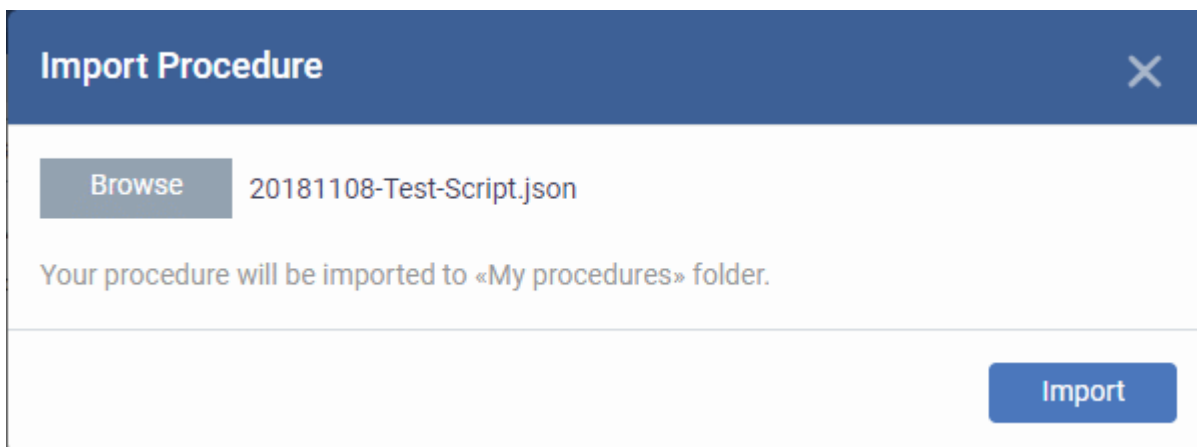 Import Procedure
Browse 20181108-Test-Script.json
Your procedure will be imported to «My procedures» folder.
Import